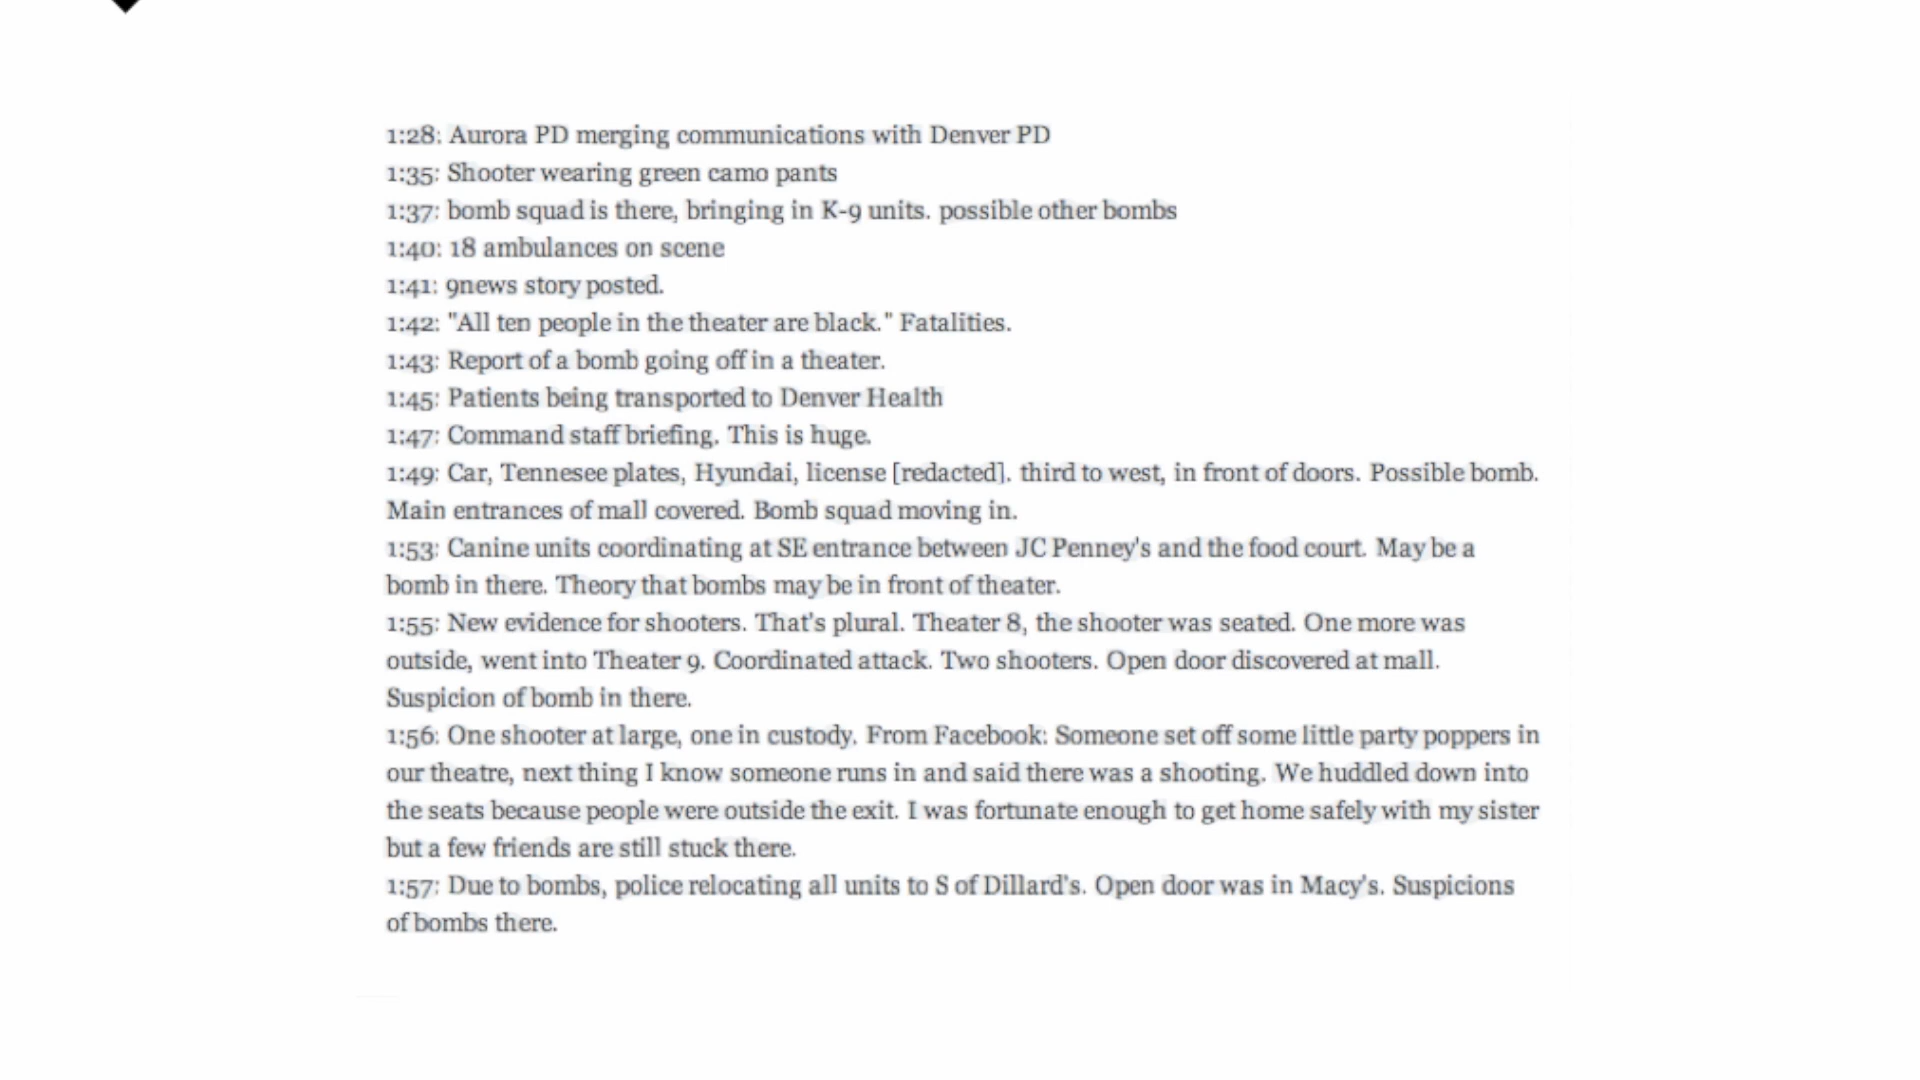 1:28: Aurora PD merging communications with Denver PD
1:35: Shooter wearing green camo pants
1:37: bomb squad is there, bringing in K-9 units. possible other bombs
1:40: 18 ambulances on scene
1:41: 9news story posted.
1:42: "All ten people in the theater are black." Fatalities.
1:43: Report of a bomb going off in a theater.
1:45: Patients being transported to Denver Health
1:47: Command staff briefing. This is huge.
1:49: Car, Tennesee plates, Hyundai, license [redacted]. third to west, in front of doors. Possible bomb.
Main entrances of mall covered. Bomb squad moving in.
1:53: Canine units coordinating at SE entrance between JC Penney's and the food court. May be a
bomb in there. Theory that bombs may be in front of theater.
1:55: New evidence for shooters. That's plural. Theater 8, the shooter was seated. One more was
outside, went into Theater 9. Coordinated attack. Two shooters. Open door discovered at mall.
Suspicion of bomb in there.
1:56: One shooter at large, one in custody. From Facebook: Someone set off some little party poppers in
our theatre, next thing I know someone runs in and said there was a shooting. We huddled down into
the seats because people were outside the exit. I was fortunate enough to get home safely with my sister
but a few friends are still stuck there.
1:57: Due to bombs, police relocating all units to S of Dillard's. Open door was in Macy's. Suspicions
of bombs there.